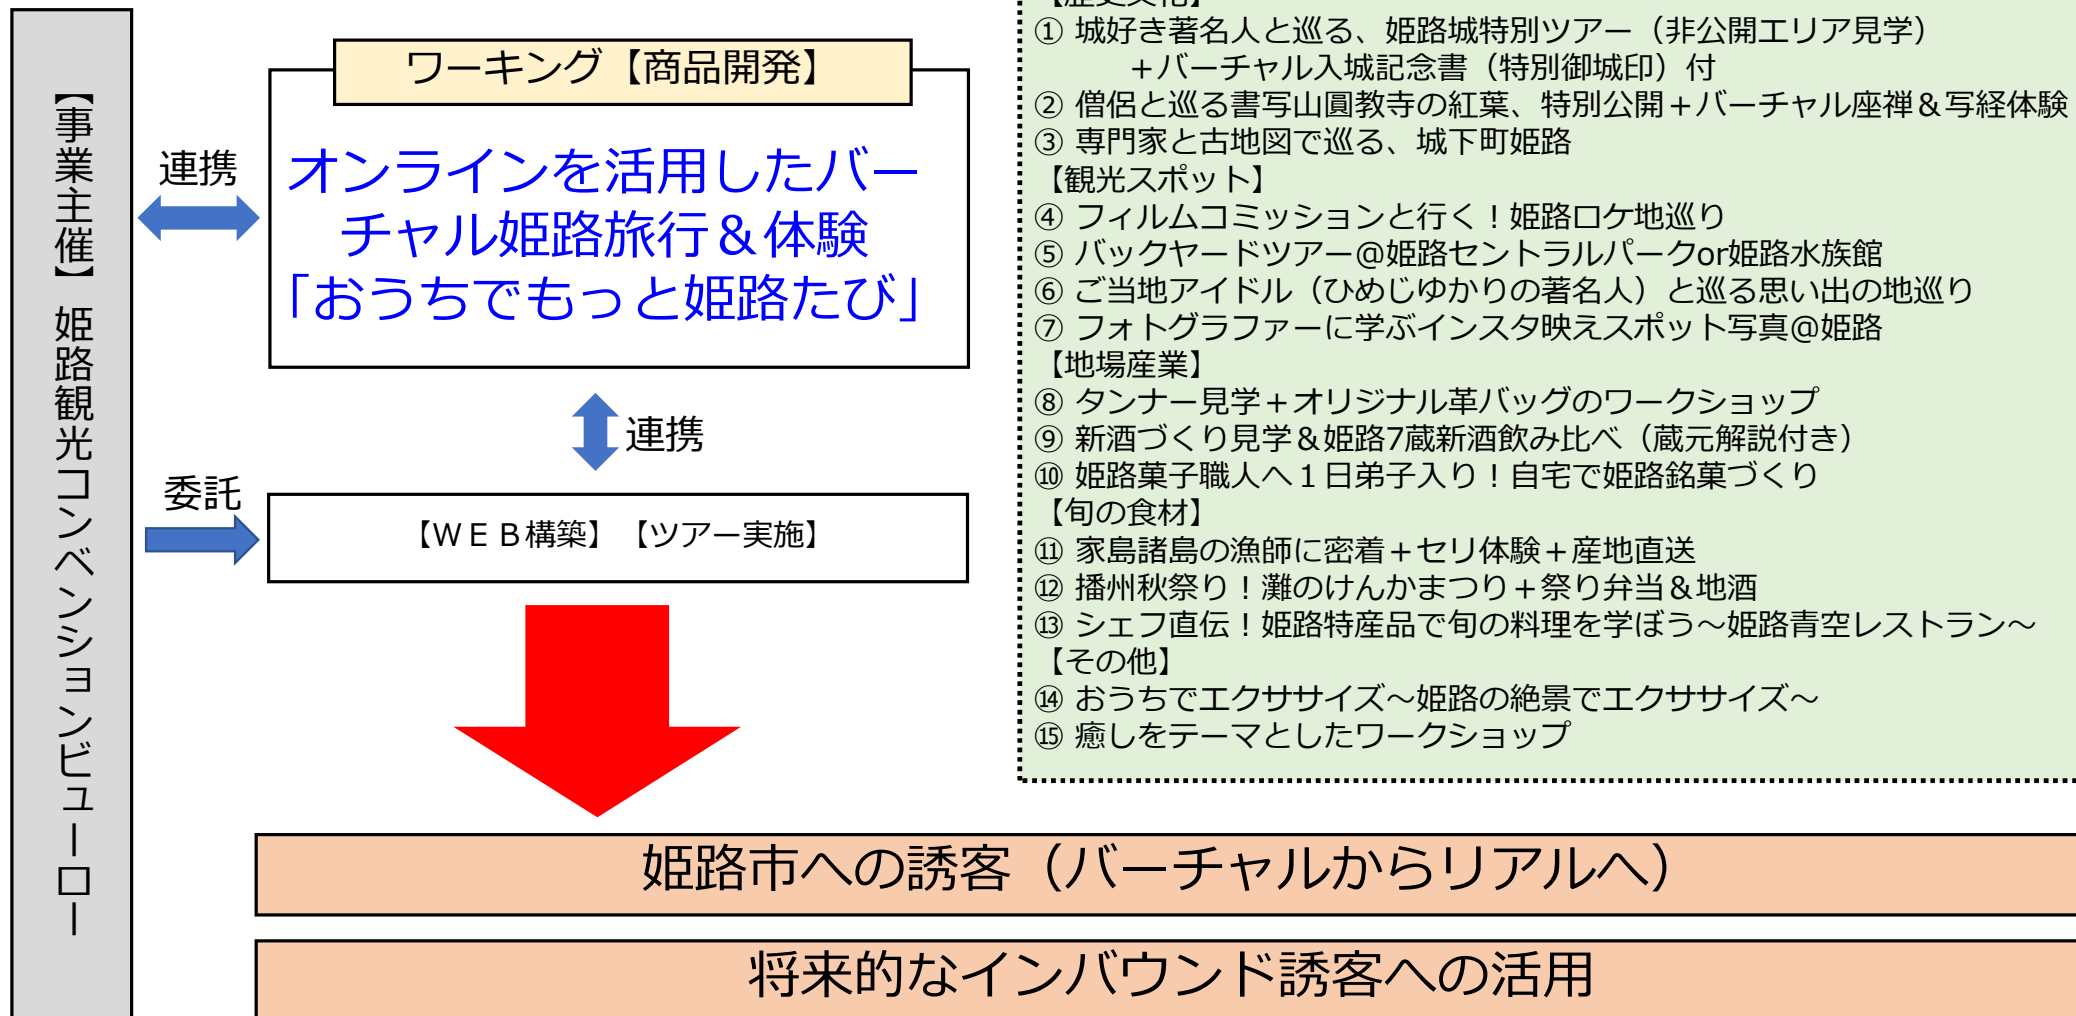 【事業主催】姫路観光コンベンションビューロー
ワーキング【商品開発】
連携
オンラインを活用したバー
チャル姫路旅行＆体験
「おうちでもっと姫路たび」
連携
委託
【ＷＥＢ構築】【ツアー実施】
【歴史文化】
① 城好き著名人と巡る、姫路城特別ツアー（非公開エリア見学）
＋バーチャル入城記念書（特別御城印）付
② 僧侶と巡る書写山圓教寺の紅葉、特別公開＋バーチャル座禅＆写経体験
③ 専門家と古地図で巡る、城下町姫路
【観光スポット】
④ フィルムコミッションと行く！姫路ロケ地巡り
⑤ バックヤードツアー@姫路セントラルパークor姫路水族館
⑥ ご当地アイドル（ひめじゆかりの著名人）と巡る思い出の地巡り
⑦ フォトグラファーに学ぶインスタ映えスポット写真@姫路
【地場産業】
⑧ タンナー見学＋オリジナル革バッグのワークショップ
⑨ 新酒づくり見学＆姫路7蔵新酒飲み比べ（蔵元解説付き）
⑩ 姫路菓子職人へ１日弟子入り！自宅で姫路銘菓づくり
【旬の食材】
⑪ 家島諸島の漁師に密着＋セリ体験＋産地直送
⑫ 播州秋祭り！灘のけんかまつり＋祭り弁当＆地酒
⑬ シェフ直伝！姫路特産品で旬の料理を学ぼう～姫路青空レストラン～
【その他】
⑭ おうちでエクササイズ～姫路の絶景でエクササイズ～
⑮ 癒しをテーマとしたワークショップ
姫路市への誘客（バーチャルからリアルへ）
将来的なインバウンド誘客への活用